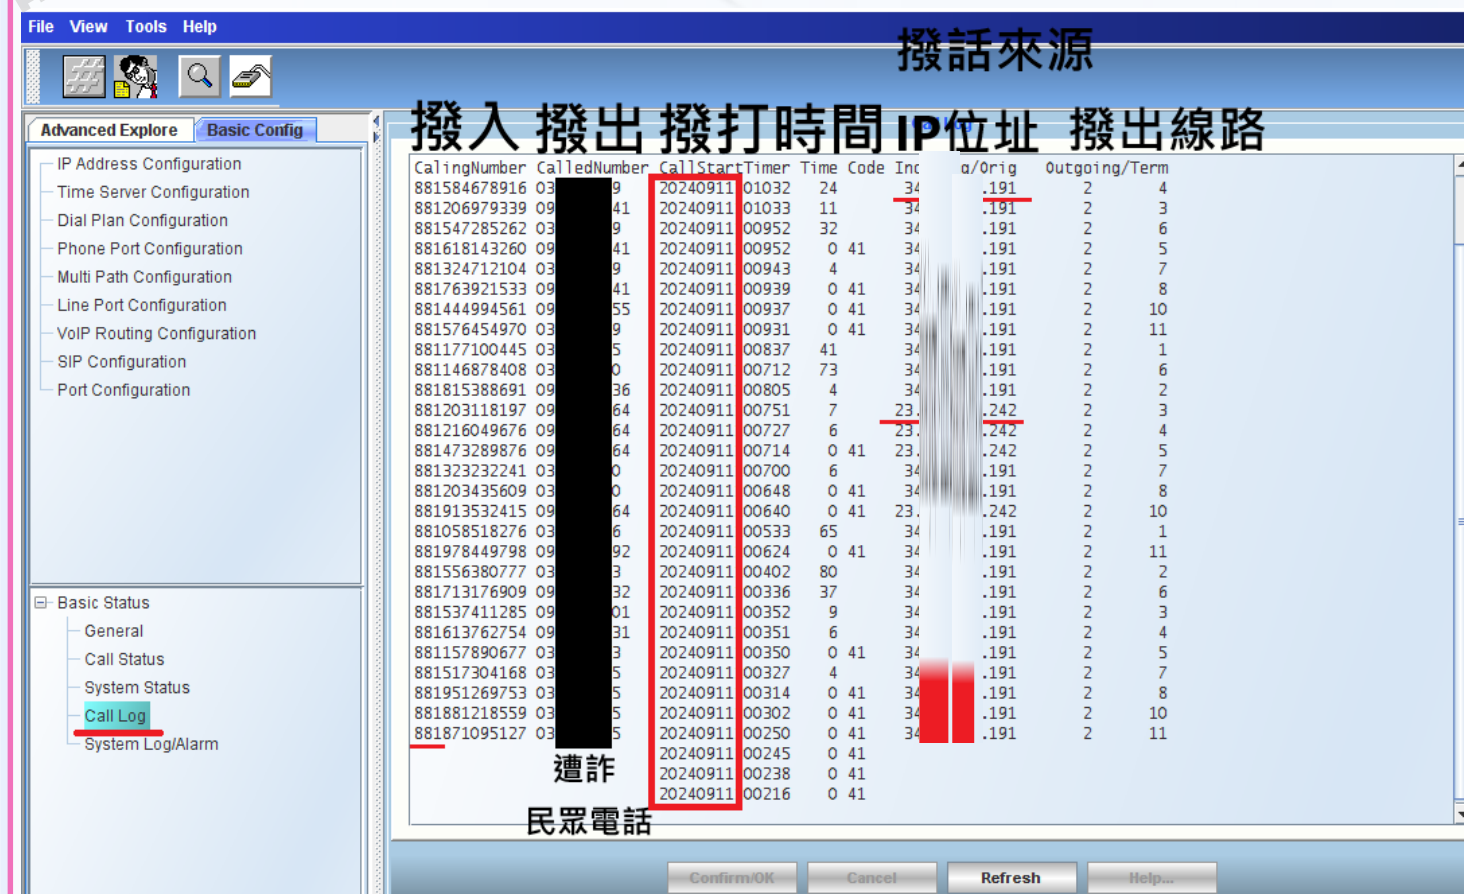 File View Tools Help
撥話來源
撥入 撥出 撥打時間 IP位址 撥出線路
Advanced Explore Basic Config
IP Address Configuration
Time Server Configuration
Dial Plan Configuration
Phone Port Configuration
Multi Path Configuration
Line Port Configuration
VoIP Routing Configuration
SIP Configuration
Port Configuration
Basic Status
General
Call Status
System Status
Call Log
System Log/Alarm
CalingNumber CalledNumber CallStartTimer Time Code Inc g/Orig Outgoing/Term
881584678916 03 9 20240911 01032 24 34 .191 2 4
881206979339 09 41 20240911 01033 11 34 .191 2 3
881547285262 03 9 20240911 00952 32 34 .191 2 6
881618143260 09 41 20240911 00952 0 41 34 .191 2 5
881324712104 03 9 20240911 00943 4 34 .191 2 7
881763921533 09 41 20240911 00939 0 41 34 .191 2 8
881444994561 09 55 20240911 00937 0 41 34 .191 2 10
881576454970 03 9 20240911 00931 0 41 34 .191 2 11
881177100445 03 5 20240911 00837 41 34 .191 2 1
881146878408 03 0 20240911 00712 73 34 .191 2 6
881815388691 09 36 20240911 00805 4 34 .191 2 2
881203118197 09 64 20240911 00751 7 23. .242 2 3
881216049676 09 64 20240911 00727 6 23. .242 2 4
881473289876 09 64 20240911 00714 0 41 23. .242 2 5
881323232241 03 0 20240911 00700 6 34 .191 2 7
881203435609 03 0 20240911 00648 0 41 34 .191 2 8
881913532415 09 64 20240911 00640 0 41 23. .242 2 10
881058518276 03 6 20240911 00533 65 34 .191 2 1
881978449798 09 92 20240911 00624 0 41 34 .191 2 11
881556380777 03 3 20240911 00402 80 34 .191 2 2
881713176909 09 32 20240911 00336 37 34 .191 2 6
881537411285 09 01 20240911 00352 9 34 .191 2 3
881613762754 09 31 20240911 00351 6 34 .191 2 4
881157890677 03 3 20240911 00350 0 41 34 .191 2 5
881517304168 03 5 20240911 00327 4 34 .191 2 7
881951269753 03 5 20240911 00314 0 41 34 .191 2 8
881881218559 03 5 20240911 00302 0 41 34 .191 2 10
881871095127 03 5 20240911 00250 0 41 34 .191 2 11
20240911 00245 0 41
20240911 00238 0 41
20240911 00216 0 41
遭詐
民眾電話
Confirm/OK Cancel Refresh Help...